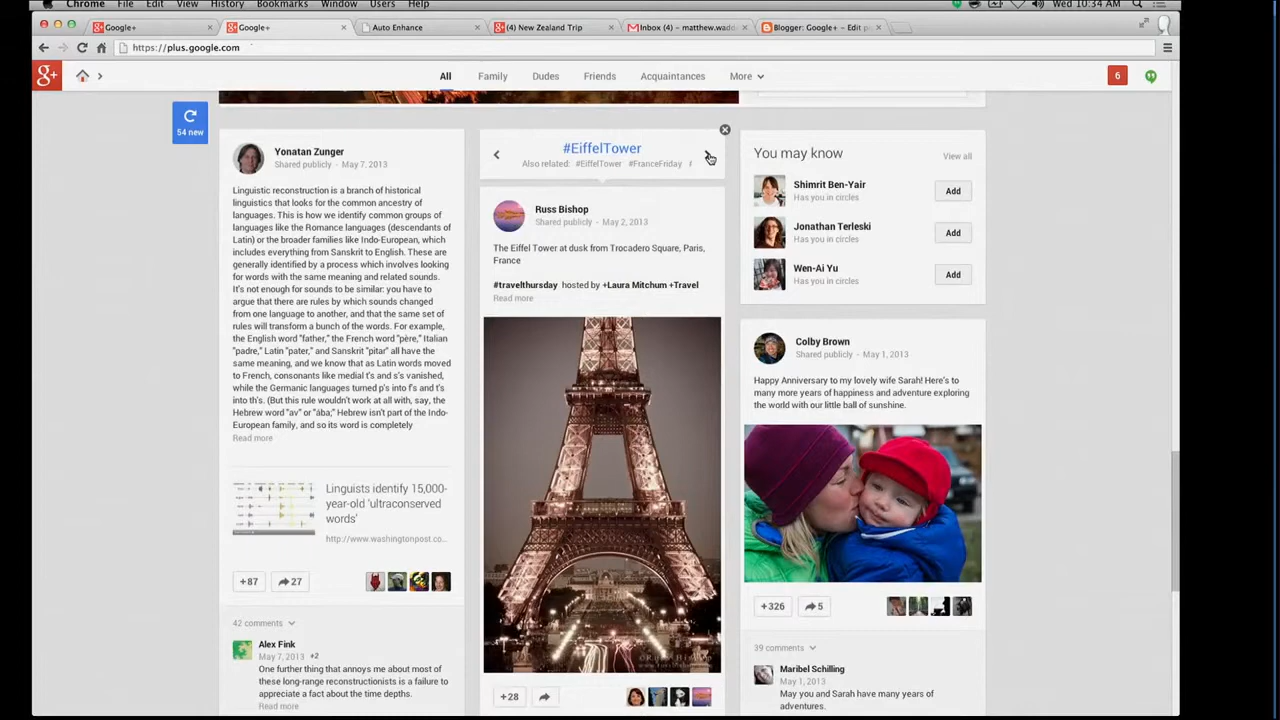 Chrome File Edit View History Bookmarks Window Users Help
Wed 10:34 AM
Google+
Google+
Auto Enhance
(4) New Zealand Trip
Inbox (4) – matthew.wadd
Blogger: Google+ – Edit p
https://plus.google.com
g+
All Family Dudes Friends Acquaintances More
6
54 new
Yonatan Zunger
Shared publicly - May 7, 2013
Linguistic reconstruction is a branch of historical
linguistics that looks for the common ancestry of
languages. This is how we identify common groups of
languages like the Romance languages (descendants of
Latin) or the broader families like Indo-European, which
includes everything from Sanskrit to English. These are
generally identified by a process which involves looking
for words with the same meaning and related sounds.
It's not enough for sounds to be similar: you have to
argue that there are rules by which sounds changed
from one language to another, and that the same set of
rules will transform a bunch of the words. For example,
the English word "father," the French word "père," Italian
"padre," Latin "pater," and Sanskrit "pitar" all have the
same meaning, and we know that as Latin words moved
to French, consonants like medial t's and s's vanished,
while the Germanic languages turned p's into f's and t's
into th's. (But this rule wouldn't work at all with, say, the
Hebrew word "av" or "ába;" Hebrew isn't part of the Indo-
European family, and so its word is completely
Read more
Linguists identify 15,000-
year-old 'ultraconserved
words'
http://www.washingtonpost.co...
+87
27
42 comments
Alex Fink
May 7, 2013 +2
One further thing that annoys me about most of
these long-range reconstructionists is a failure to
appreciate a fact about the time depths.
Read more
#EiffelTower
Also related: #EiffelTower #FranceFriday
Russ Bishop
Shared publicly - May 2, 2013
The Eiffel Tower at dusk from Trocadero Square, Paris,
France
#travelthursday hosted by +Laura Mitchum +Travel
Read more
+28
You may know
View all
Shimrit Ben-Yair
Has you in circles
Add
Jonathan Terleski
Has you in circles
Add
Wen-Ai Yu
Has you in circles
Add
Colby Brown
Shared publicly - May 1, 2013
Happy Anniversary to my lovely wife Sarah! Here's to
many more years of happiness and adventure exploring
the world with our little ball of sunshine.
+326
5
39 comments
Maribel Schilling
May 1, 2013
May you and Sarah have many years of
adventures.